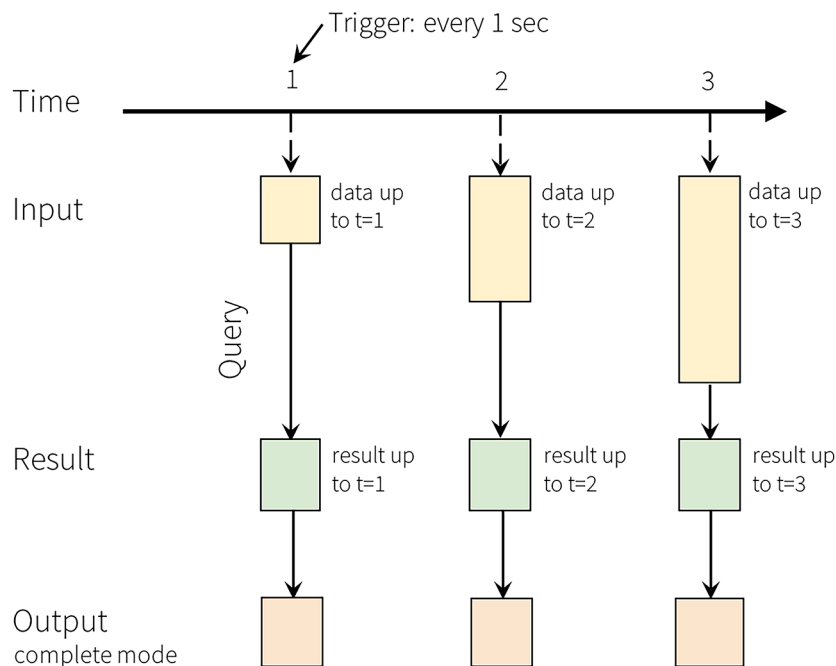 Trigger: every 1 sec
1 2 3
Time
Input
data up
to t=1
data up
to t=2
data up
to t=3
Query
Result
result up
to t=1
result up
to t=2
result up
to t=3
Output
complete mode